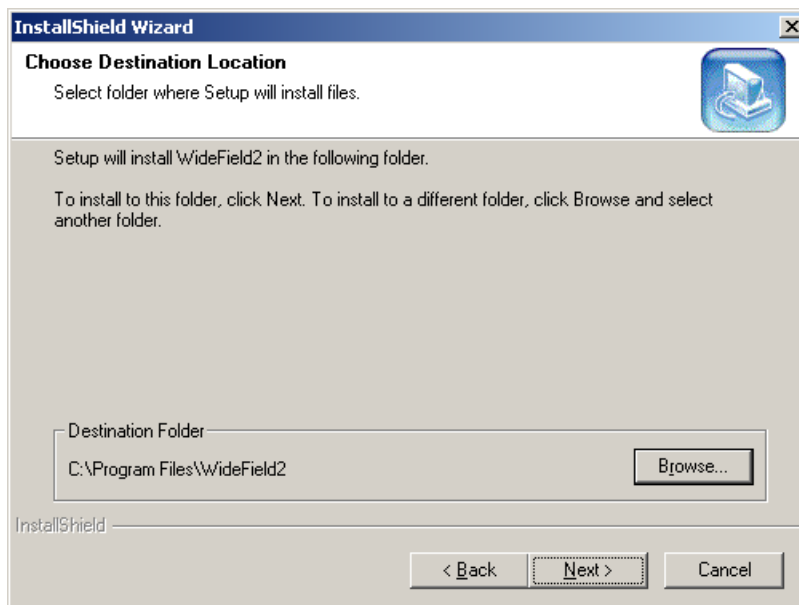 InstallShield Wizard
Choose Destination Location
Select folder where Setup will install files.
Setup will install WideField2 in the following folder.
To install to this folder, click Next. To install to a different folder, click Browse and select
another folder.
Destination Folder
C:\Program Files\WideField2
Browse...
InstallShield
< Back
Next >
Cancel